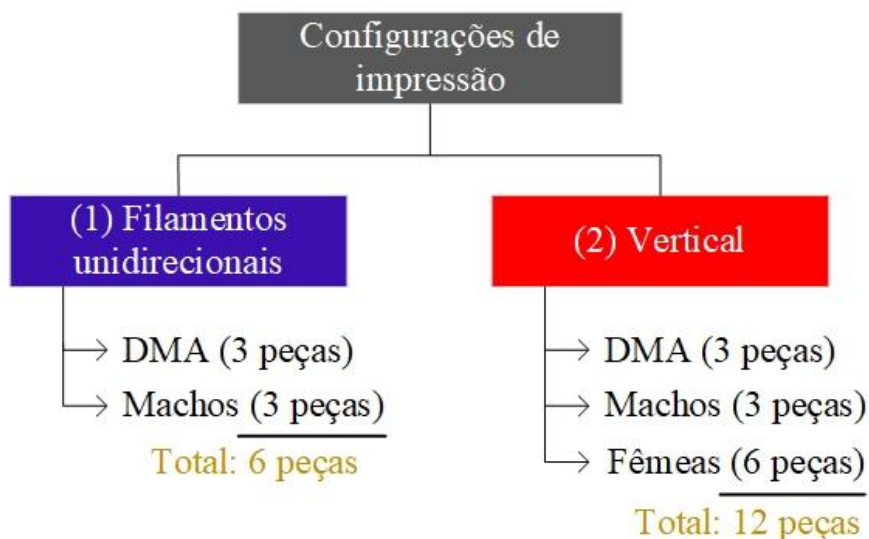 Configurações de
impressão
(1) Filamentos
unidirecionais
DMA (3 peças)
Machos (3 peças)
Total: 6 peças
(2) Vertical
DMA (3 peças)
Machos (3 peças)
Fêmeas (6 peças)
Total: 12 peças